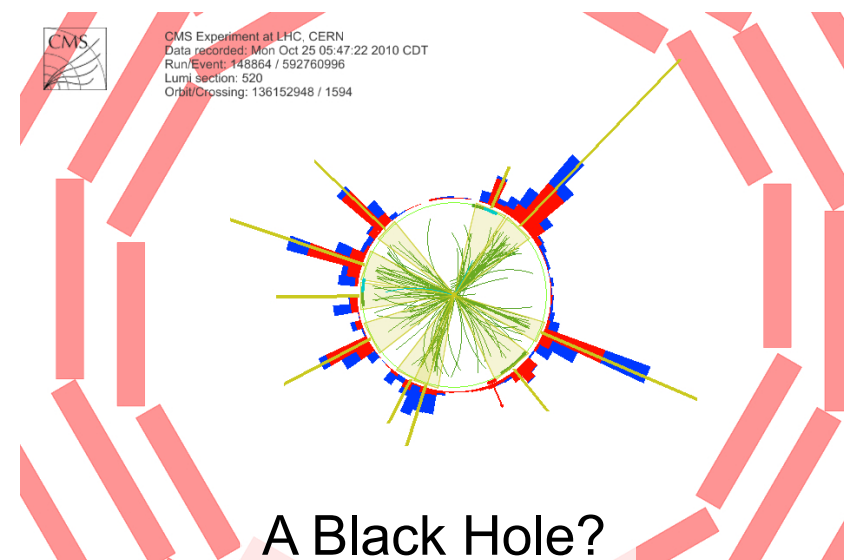 CMS
CMS Experiment at LHC, CERN
Data recorded: Mon Oct 25 05:47:22 2010 CDT
Run/Event: 148864 / 592760996
Lumi section: 520
Orbit/Crossing: 136152948 / 1594
A Black Hole?